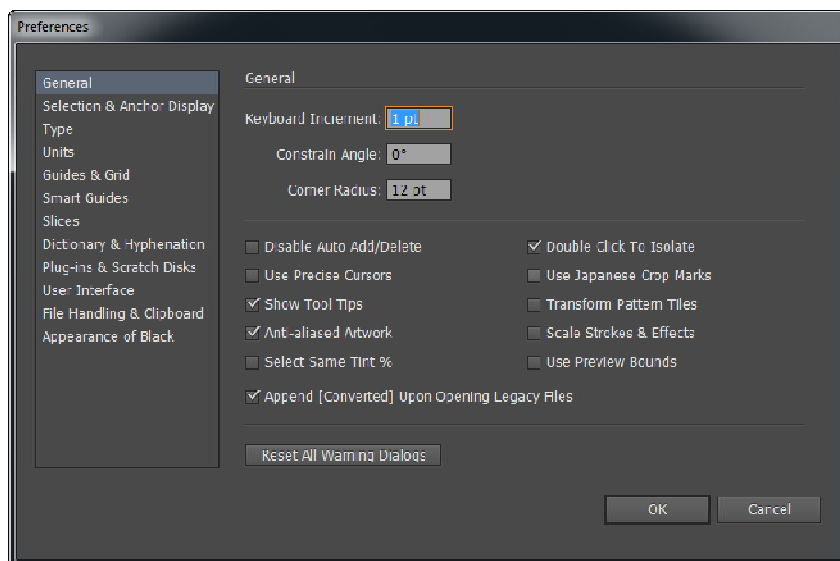 Preferences
General
Selection & Anchor Display
Type
Units
Guides & Grid
Smart Guides
Slices
Dictionary & Hyphenation
Plug-ins & Scratch Disks
User Interface
File Handling & Clipboard
Appearance of Black
General
Keyboard Increment: 1 pt
Constrain Angle: 0°
Corner Radius: 12 pt
Disable Auto Add/Delete
Double Click To Isolate
Use Precise Cursors
Use Japanese Crop Marks
Show Tool Tips
Transform Pattern Tiles
Anti-aliased Artwork
Scale Strokes & Effects
Select Same Tint %
Use Preview Bounds
Append [Converted] Upon Opening Legacy Files
Reset All Warning Dialogs
OK
Cancel